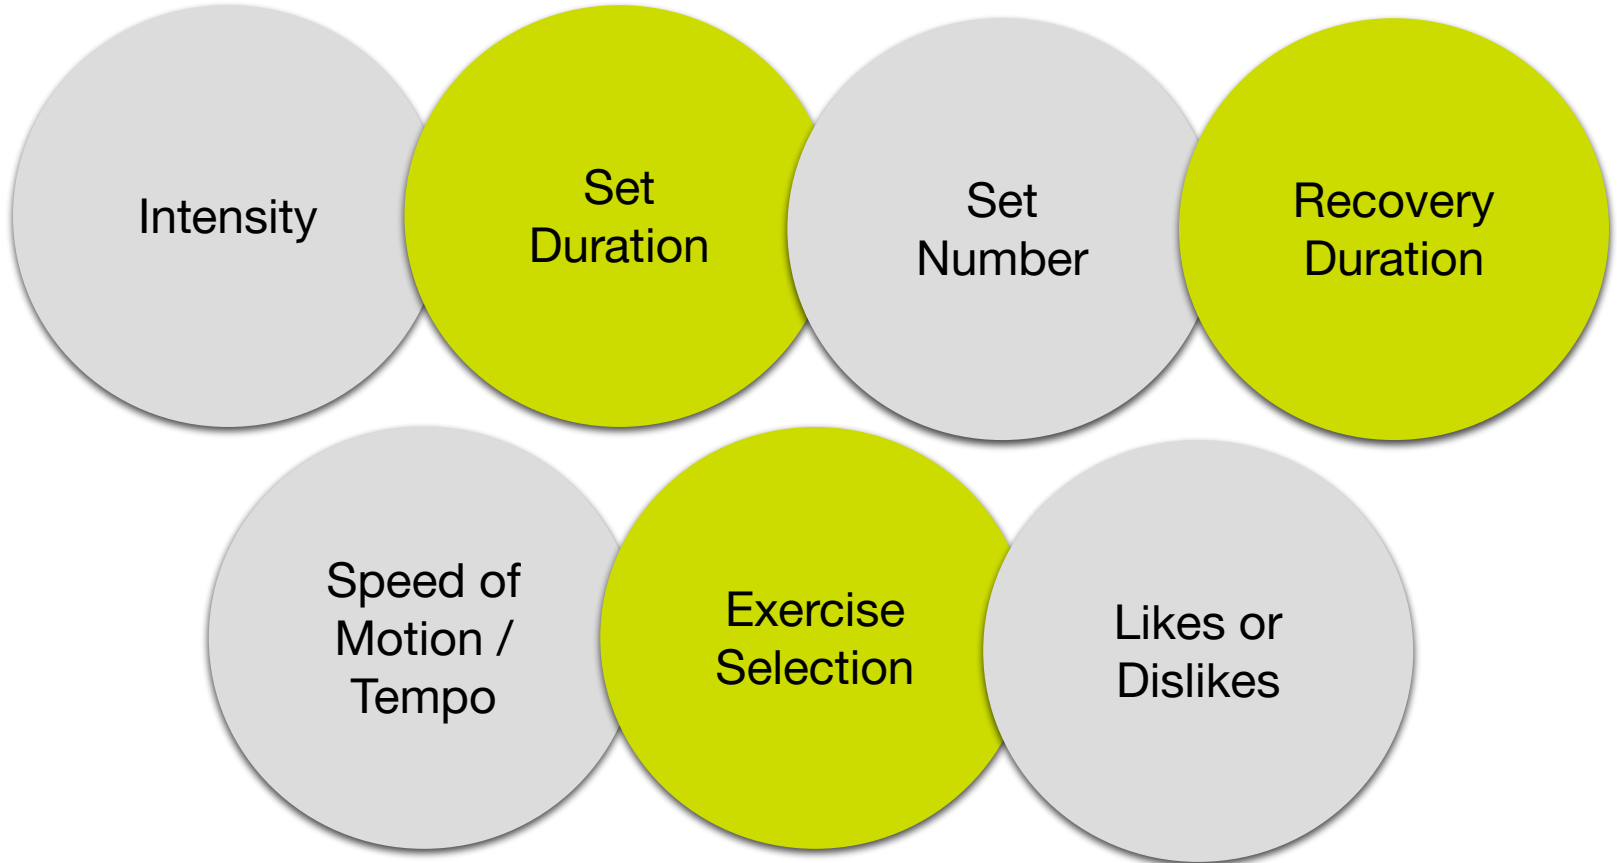 Intensity
Set
Duration
Set
Number
Recovery
Duration
Speed of
Motion /
Tempo
Exercise
Selection
Likes or
Dislikes